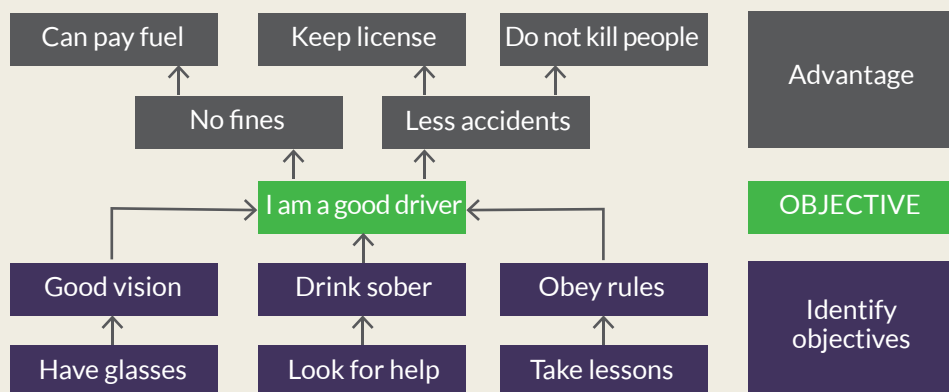 Can pay fuel
Keep license
Do not kill people
Advantage
No fines
Less accidents
I am a good driver
OBJECTIVE
Good vision
Drink sober
Obey rules
Identify
objectives
Have glasses
Look for help
Take lessons